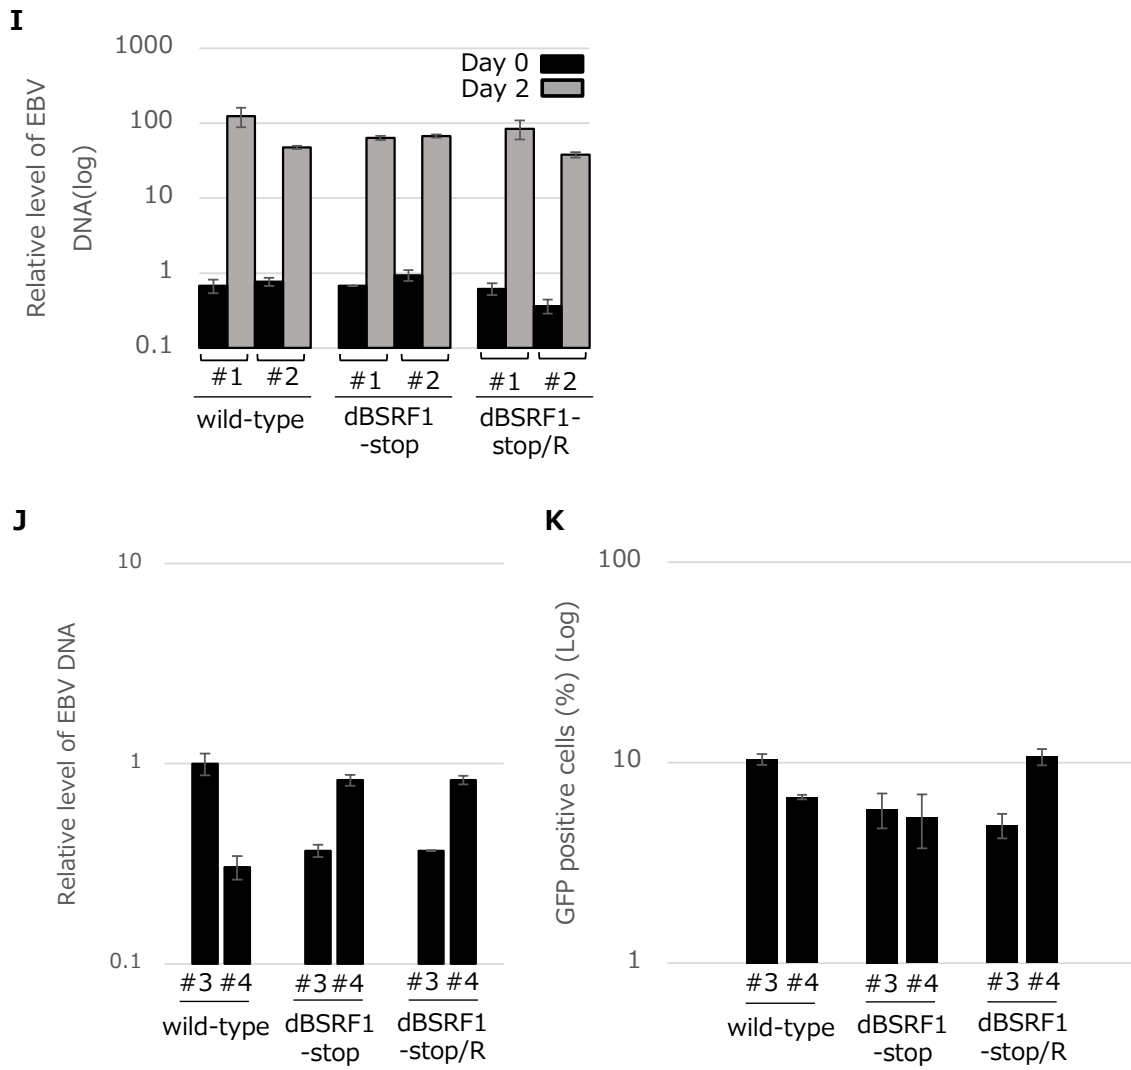 I
Relative level of EBV
DNA(log)
1000
100
10
1
0.1
Day 0
Day 2
#1 #2 #1 #2 #1 #2
wild-type
dBSRF1
-stop
dBSRF1-
stop/R
J
Relative level of EBV DNA
10
1
0.1
#3 #4 #3 #4 #3 #4
wild-type
dBSRF1
-stop
dBSRF1
-stop/R
K
GFP positive cells (%) (Log)
100
10
1
#3 #4 #3 #4 #3 #4
wild-type
dBSRF1
-stop
dBSRF1
-stop/R